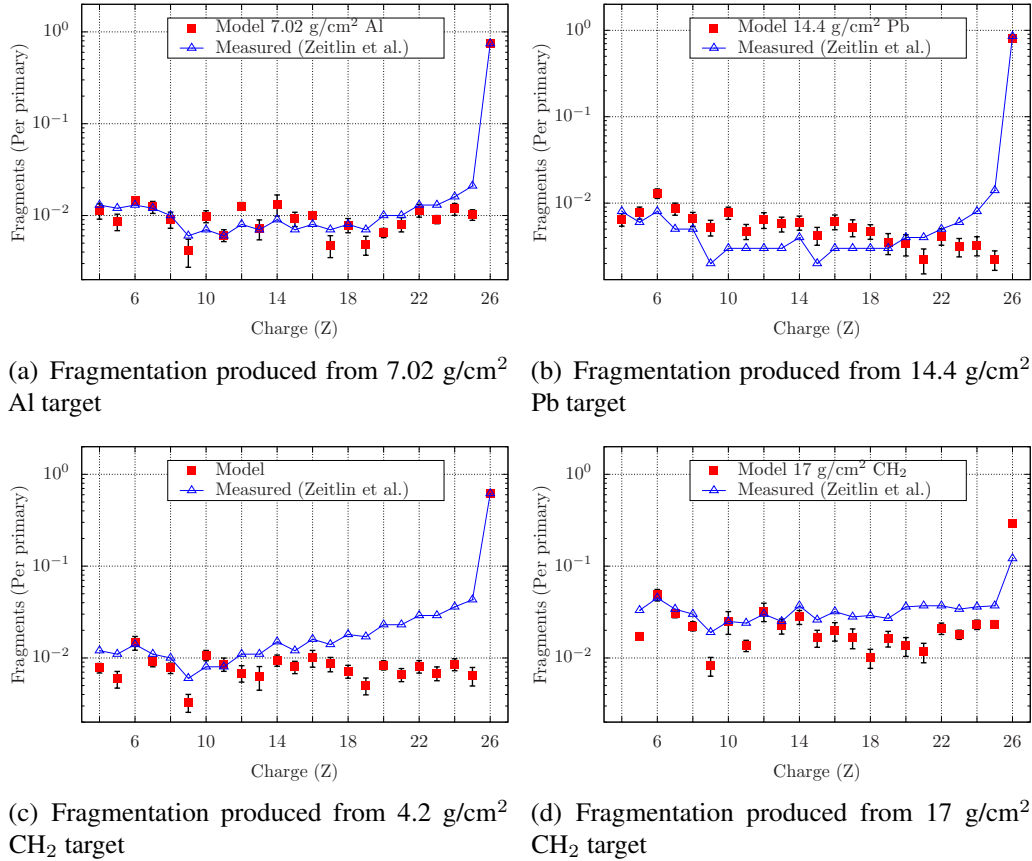 Model 7.02 g/cm² Al
Measured (Zeitlin et al.)
Fragments (Per primary)
10⁰
10⁻¹
10⁻²
6 10 14 18 22 26
Charge (Z)
(a) Fragmentation produced from 7.02 g/cm²
Al target
Model 14.4 g/cm² Pb
Measured (Zeitlin et al.)
Fragments (Per primary)
10⁰
10⁻¹
10⁻²
6 10 14 18 22 26
Charge (Z)
(b) Fragmentation produced from 14.4 g/cm²
Pb target
Model
Measured (Zeitlin et al.)
Fragments (Per primary)
10⁰
10⁻¹
10⁻²
6 10 14 18 22 26
Charge (Z)
(c) Fragmentation produced from 4.2 g/cm²
CH₂ target
Model 17 g/cm² CH₂
Measured (Zeitlin et al.)
Fragments (Per primary)
10⁰
10⁻¹
10⁻²
6 10 14 18 22 26
Charge (Z)
(d) Fragmentation produced from 17 g/cm²
CH₂ target